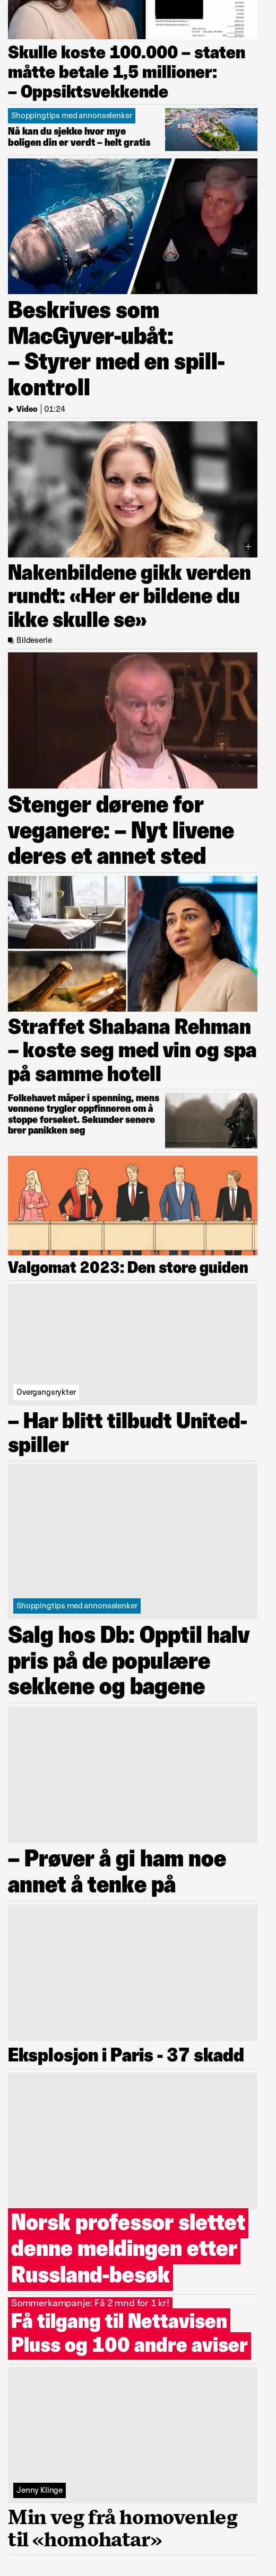 Skulle koste 100.000 – staten
måtte betale 1,5 millioner:
– Oppsiktsvekkende
Shoppingtips med annonselenker
Nå kan du sjekke hvor mye
boligen din er verdt – helt gratis
Beskrives som
MacGyver-ubåt:
– Styrer med en spill-
kontroll
Video | 01:24
Nakenbildene gikk verden
rundt: «Her er bildene du
ikke skulle se»
Bildeserie
Stenger dørene for
veganere: – Nyt livene
deres et annet sted
Straffet Shabana Rehman
– koste seg med vin og spa
på samme hotell
Folkehavet måper i spenning, mens
vennene trygler oppfinneren om å
stoppe forsøket. Sekunder senere
brer panikken seg
Valgomat 2023: Den store guiden
Overgangsrykter
– Har blitt tilbudt United-
spiller
Shoppingtips med annonselenker
Salg hos Db: Opptil halv
pris på de populære
sekkene og bagene
– Prøver å gi ham noe
annet å tenke på
Eksplosjon i Paris - 37 skadd
Norsk professor slettet
denne meldingen etter
Russland-besøk
Sommerkampanje: Få 2 mnd for 1 kr!
Få tilgang til Nettavisen
Pluss og 100 andre aviser
Jenny Klinge
Min veg frå homovenleg
til «homohatar»